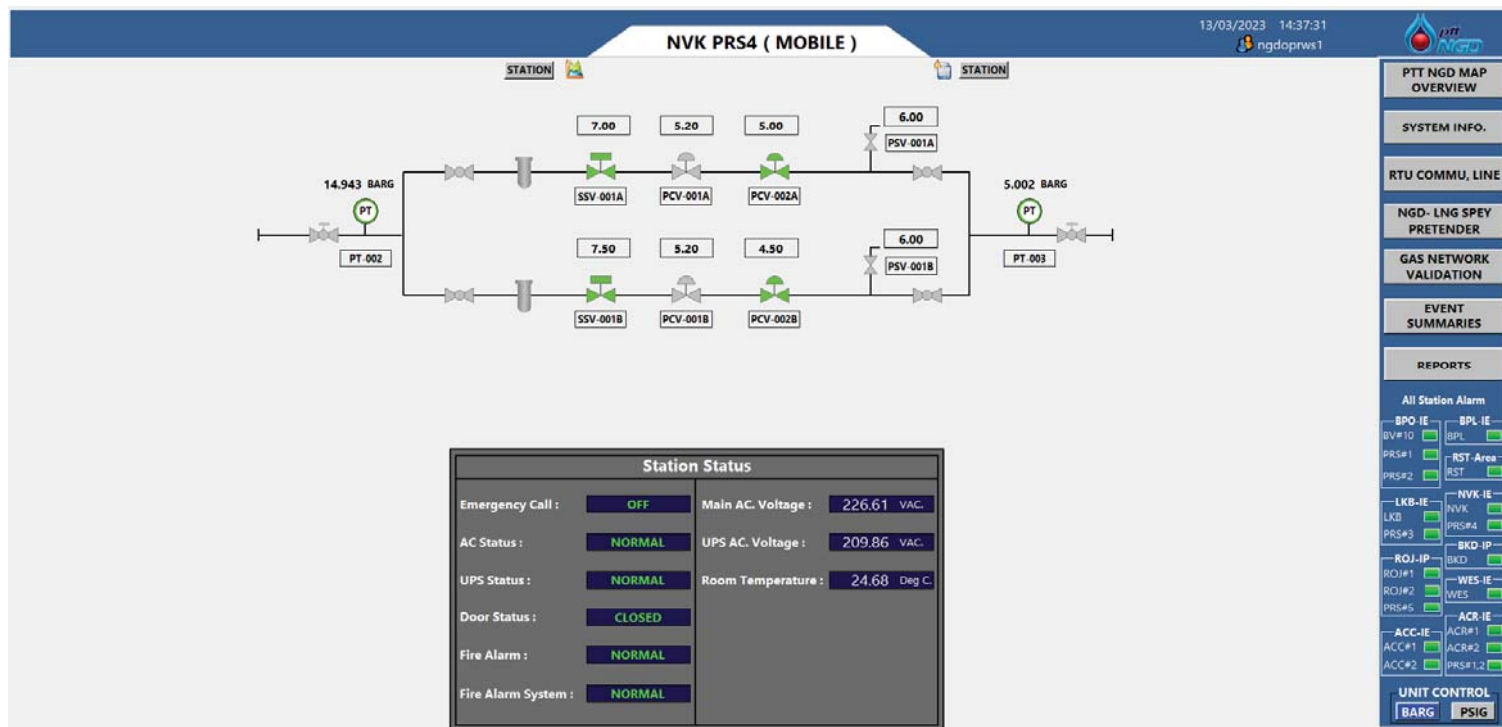 NVK PRS4 ( MOBILE )
13/03/2023 14:37:31
ngdoprws1
ptt
NGD
STATION
STATION
7.00 5.20 5.00 6.00
PSV-001A
14.943 BARG
PT
SSV-001A PCV-001A PCV-002A
5.002 BARG
PT
PT-002
7.50 5.20 4.50 6.00
PSV-001B
PT-003
SSV-001B PCV-001B PCV-002B
Station Status
Emergency Call : OFF
Main AC. Voltage : 226.61 VAC.
AC Status : NORMAL
UPS AC. Voltage : 209.86 VAC.
UPS Status : NORMAL
Room Temperature : 24.68 Deg C.
Door Status : CLOSED
Fire Alarm : NORMAL
Fire Alarm System : NORMAL
PTT NGD MAP
OVERVIEW
SYSTEM INFO.
RTU COMMU, LINE
NGD- LNG SPEY
PRETENDER
GAS NETWORK
VALIDATION
EVENT
SUMMARIES
REPORTS
All Station Alarm
BPO-IE
BV#10
PRS#1
PRS#2
BPL-IE
BPL
RST-Area
RST
LKB-IE
LKB
PRS#3
NVK-IE
NVK
PRS#4
BKD-IP
BKD
ROJ-IP
ROJ#1
ROJ#2
PRS#5
WES-IE
WES
ACC-IE
ACC#1
ACC#2
ACR-IE
ACR#1
ACR#2
PRS#1,2
UNIT CONTROL
BARG PSIG